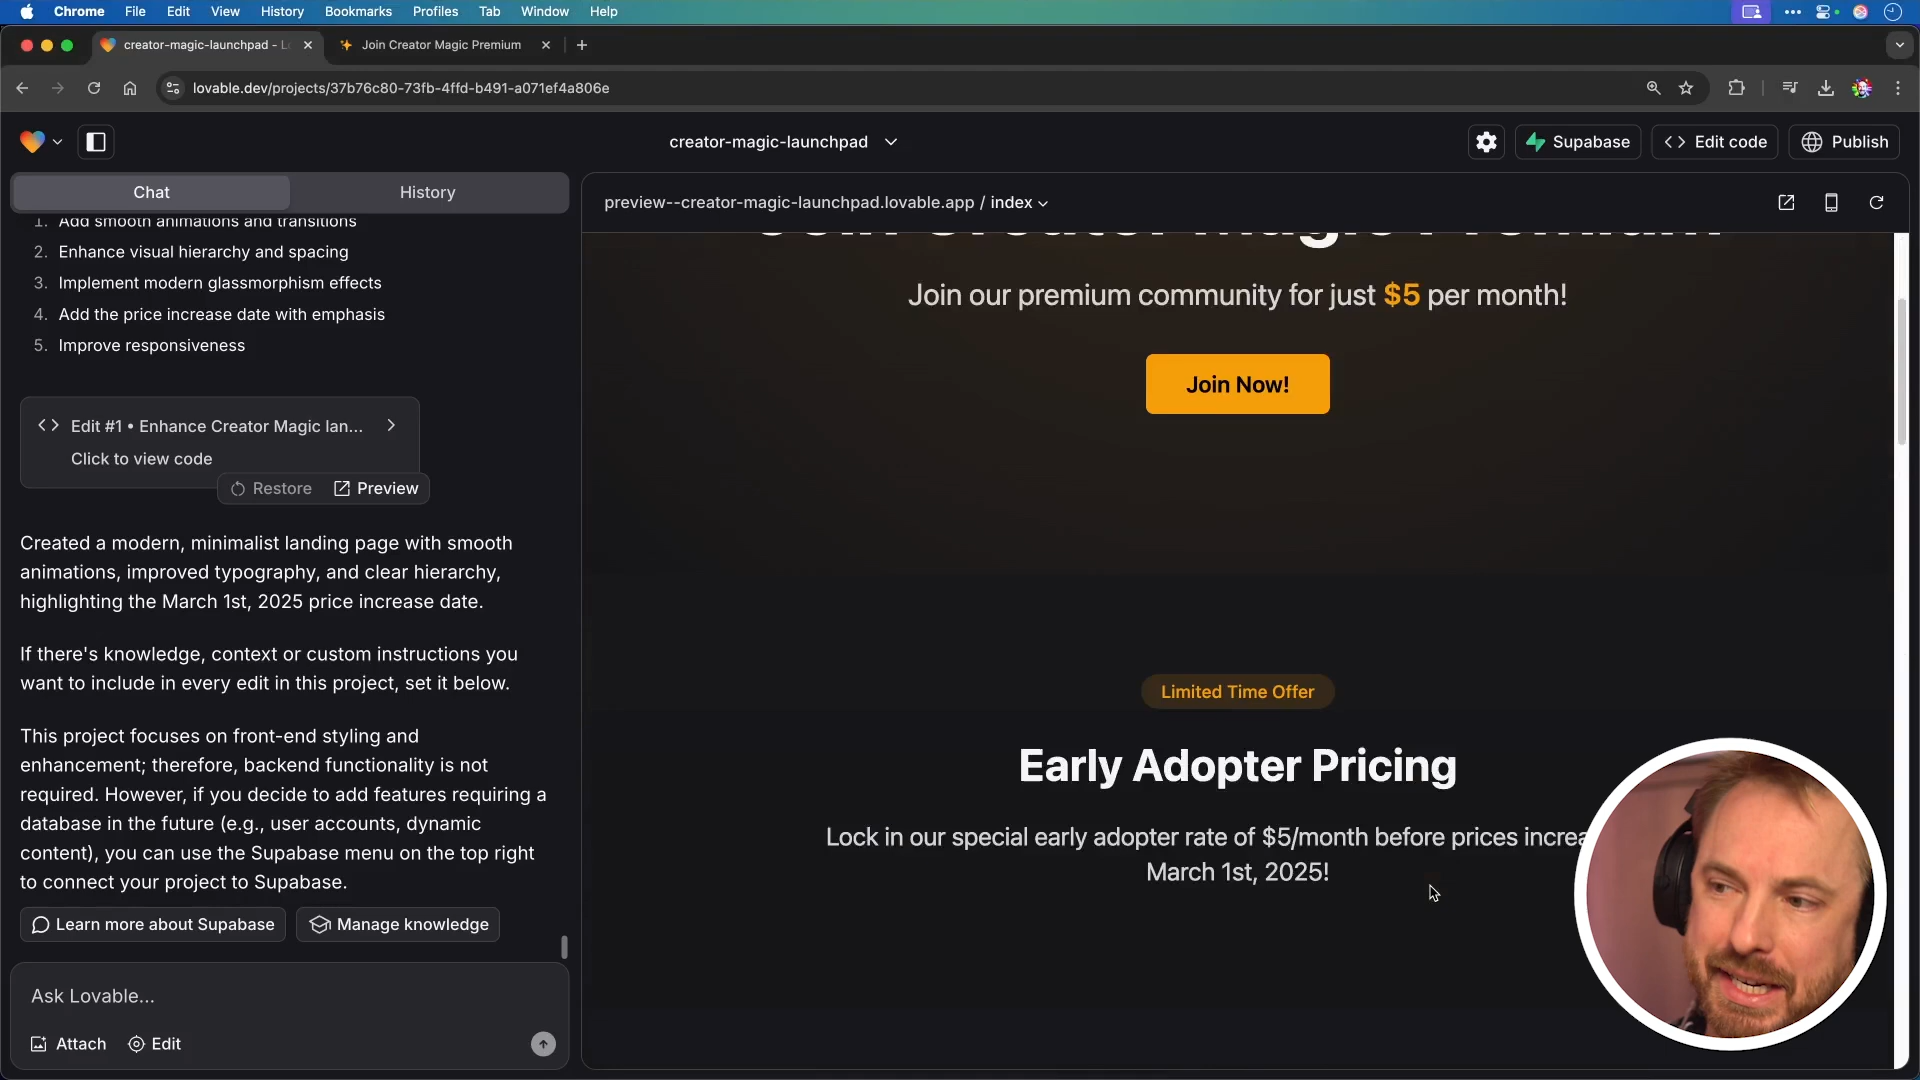 Chrome File Edit View History Bookmarks Profiles Tab Window Help
creator-magic-launchpad - L
Join Creator Magic Premium
lovable.dev/projects/37b76c80-73fb-4ffd-b491-a071ef4a806e
creator-magic-launchpad
Supabase
Edit code
Publish
Chat
History
preview--creator-magic-launchpad.lovable.app / index
1. Add smooth animations and transitions
2. Enhance visual hierarchy and spacing
3. Implement modern glassmorphism effects
4. Add the price increase date with emphasis
5. Improve responsiveness
Edit #1 • Enhance Creator Magic lan...
Click to view code
Restore
Preview
Created a modern, minimalist landing page with smooth
animations, improved typography, and clear hierarchy,
highlighting the March 1st, 2025 price increase date.
If there's knowledge, context or custom instructions you
want to include in every edit in this project, set it below.
This project focuses on front-end styling and
enhancement; therefore, backend functionality is not
required. However, if you decide to add features requiring a
database in the future (e.g., user accounts, dynamic
content), you can use the Supabase menu on the top right
to connect your project to Supabase.
Learn more about Supabase
Manage knowledge
Ask Lovable...
Attach
Edit
Join Creator Magic Premium
Join our premium community for just $5 per month!
Join Now!
Limited Time Offer
Early Adopter Pricing
Lock in our special early adopter rate of $5/month before prices increa
March 1st, 2025!